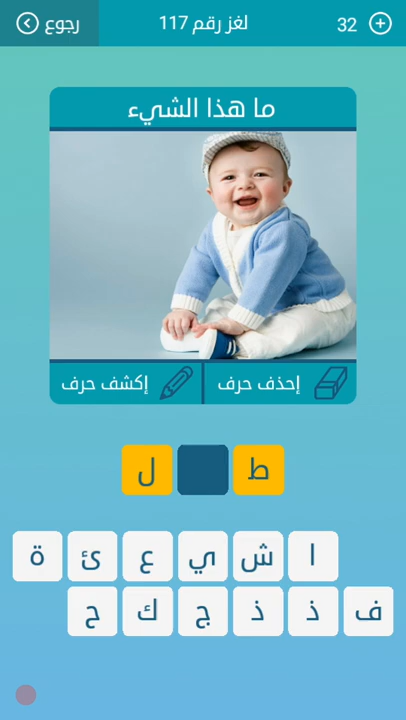 رجوع
لغز رقم 117
32
ما هذا الشيء
إحذف حرف
إكشف حرف
ط ل
ا ش ي ع ئ ة
ف ذ ذ ج ك ح